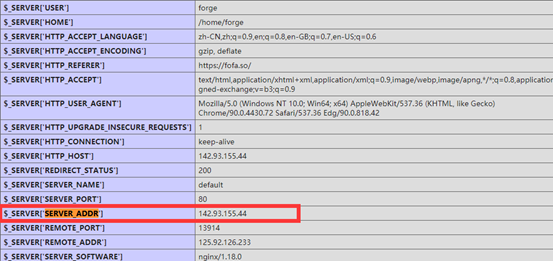 $_SERVER['USER'] forge
$_SERVER['HOME'] /home/forge
$_SERVER['HTTP_ACCEPT_LANGUAGE'] zh-CN,zh;q=0.9,en;q=0.8,en-GB;q=0.7,en-US;q=0.6
$_SERVER['HTTP_ACCEPT_ENCODING'] gzip, deflate
$_SERVER['HTTP_REFERER'] https://fofa.so/
$_SERVER['HTTP_ACCEPT'] text/html,application/xhtml+xml,application/xml;q=0.9,image/webp,image/apng,*/*;q=0.8,application
gned-exchange;v=b3;q=0.9
$_SERVER['HTTP_USER_AGENT'] Mozilla/5.0 (Windows NT 10.0; Win64; x64) AppleWebKit/537.36 (KHTML, like Gecko)
Chrome/90.0.4430.72 Safari/537.36 Edg/90.0.818.42
$_SERVER['HTTP_UPGRADE_INSECURE_REQUESTS'] 1
$_SERVER['HTTP_CONNECTION'] keep-alive
$_SERVER['HTTP_HOST'] 142.93.155.44
$_SERVER['REDIRECT_STATUS'] 200
$_SERVER['SERVER_NAME'] default
$_SERVER['SERVER_PORT'] 80
$_SERVER['SERVER_ADDR'] 142.93.155.44
$_SERVER['REMOTE_PORT'] 13914
$_SERVER['REMOTE_ADDR'] 125.92.126.233
$_SERVER['SERVER_SOFTWARE'] nginx/1.18.0